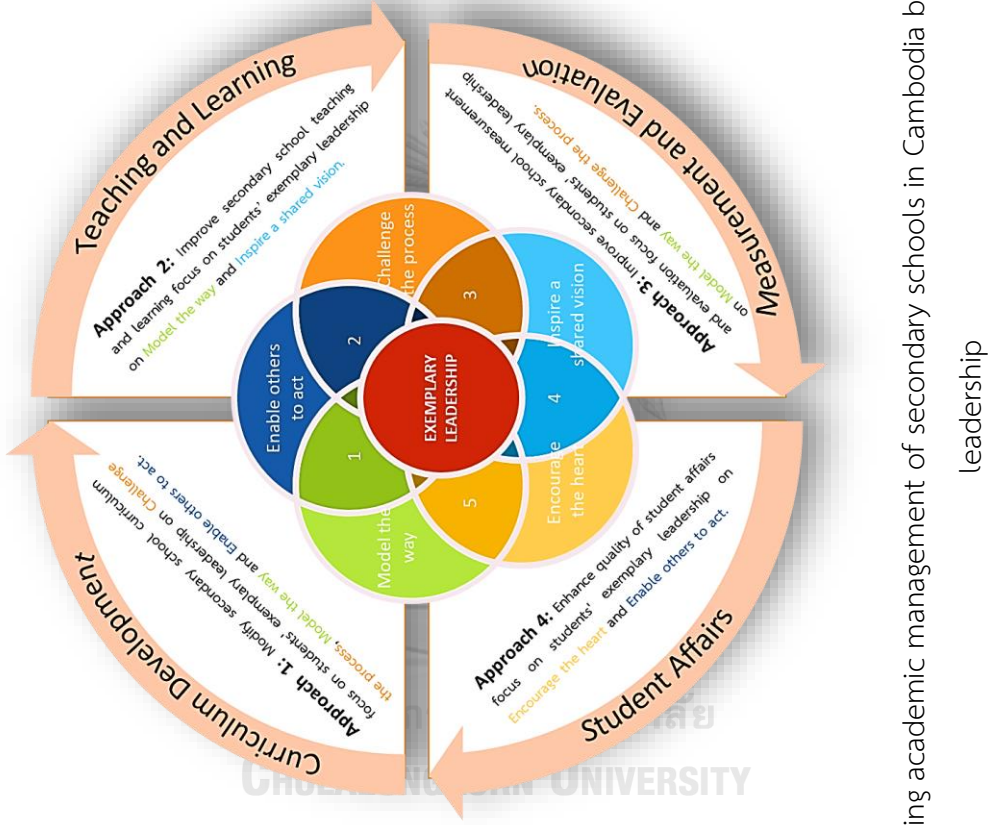 Curriculum Development
Approach 1: Modify secondary school curriculum
focus on students' exemplary leadership on Challenge
the process, Model the way and Enable others to act.
Teaching and Learning
Approach 2: Improve secondary school teaching
and learning focus on students' exemplary leadership
on Model the way and Inspire a shared vision.
Enable others
to act
Challenge
the process
Model the
way
Inspire a
shared vision
Encourage
the heart
1
2
3
4
5
EXEMPLARY
LEADERSHIP
Student Affairs
Approach 4: Enhance quality of student affairs
focus on students' exemplary leadership on
Encourage the heart and Enable others to act.
Measurement and Evaluation
Approach 3: Improve secondary school measurement
and evaluation focus on students' exemplary leadership
on Model the way and Challenge the process.
UNIVERSITY
ing academic management of secondary schools in Cambodia b
leadership